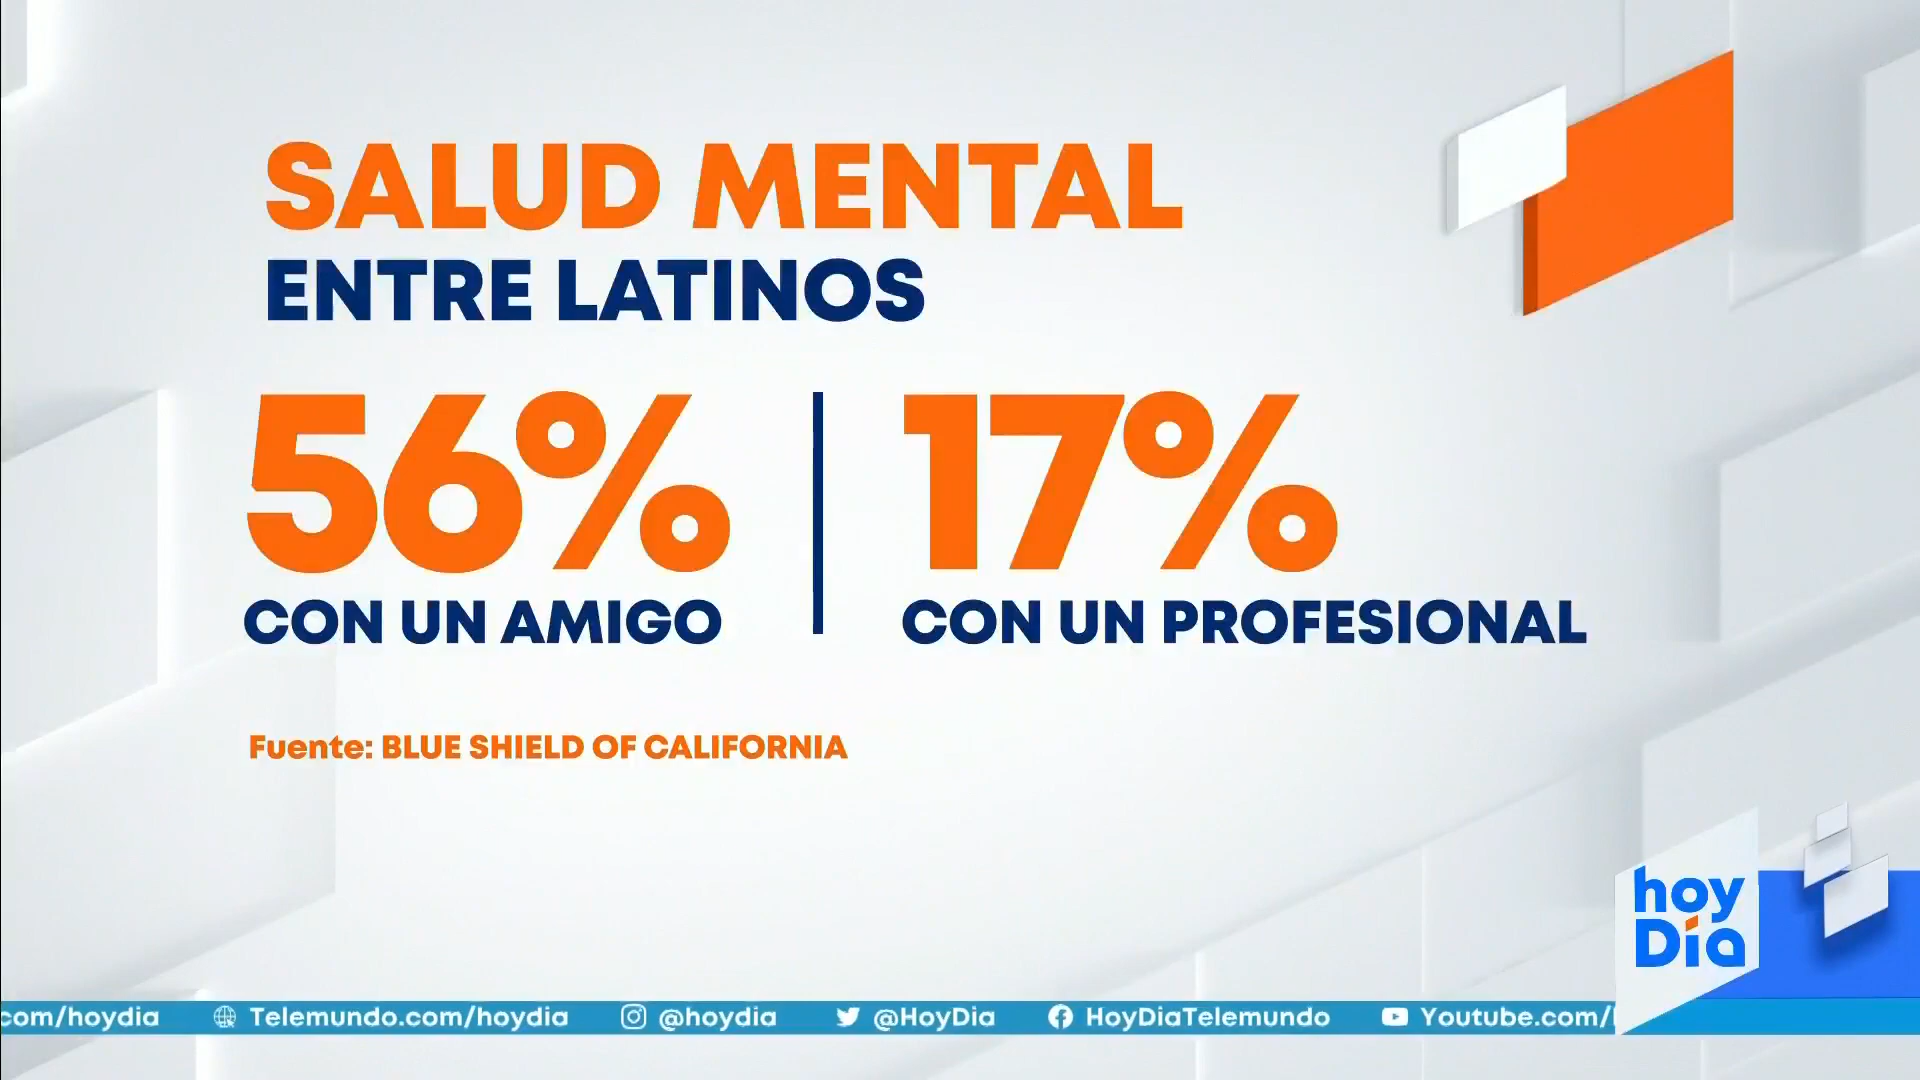 SALUD MENTAL
ENTRE LATINOS
56%
CON UN AMIGO
17%
CON UN PROFESIONAL
Fuente: BLUE SHIELD OF CALIFORNIA
hoy
Día
com/hoydia Telemundo.com/hoydia @hoydia @HoyDia HoyDiaTelemundo Youtube.com/